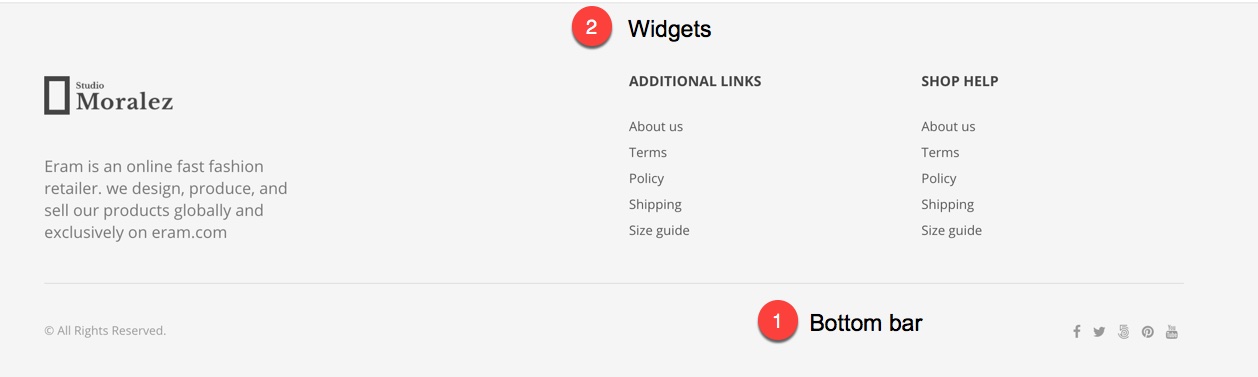 2 Widgets
Studio
Moralez
ADDITIONAL LINKS
SHOP HELP
About us
About us
Terms
Terms
Policy
Policy
Shipping
Shipping
Size guide
Size guide
Eram is an online fast fashion
retailer. we design, produce, and
sell our products globally and
exclusively on eram.com
© All Rights Reserved.
1 Bottom bar